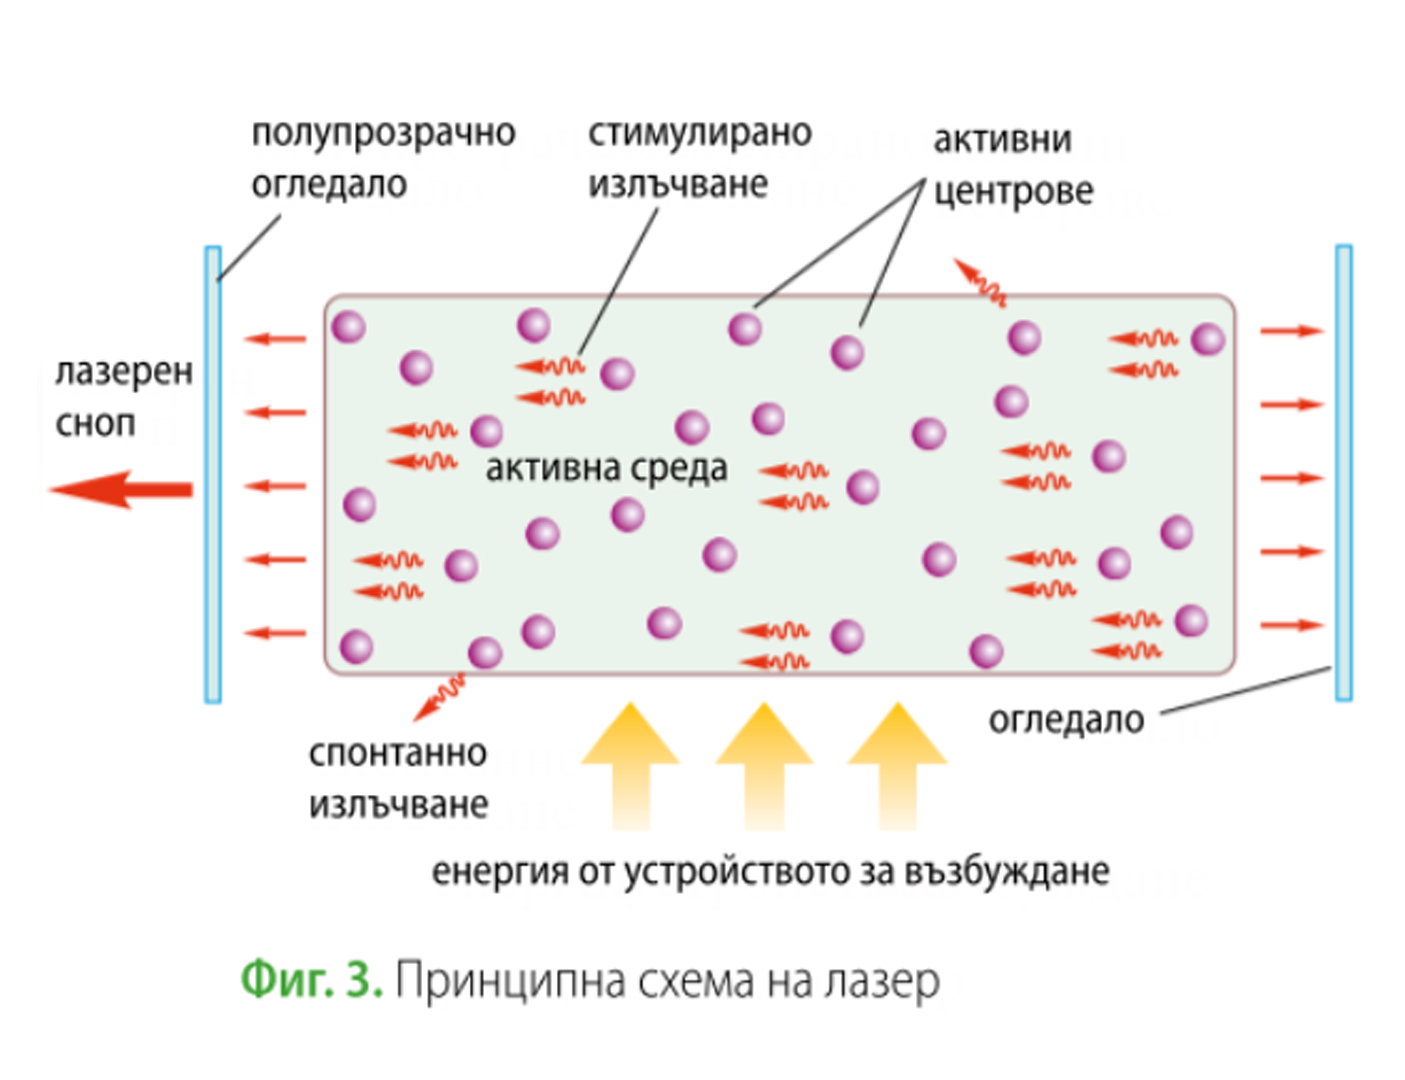 полупрозрачно
огледало
стимулирано
излъчване
активни
центрове
лазерен
сноп
активна среда
огледало
спонтанно
излъчване
енергия от устройството за възбуждане
Фиг. 3. Принципна схема на лазер